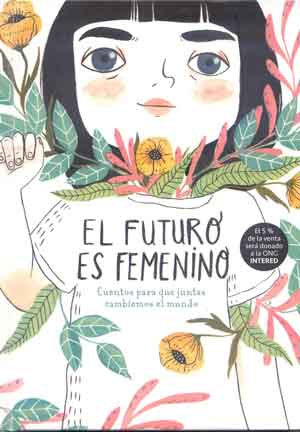 EL FUTURO
ES FEMENINO
Cuentos para que juntas
cambiemos el mundo
El 5 %
de la venta
será donado
a la ONG
INTERED